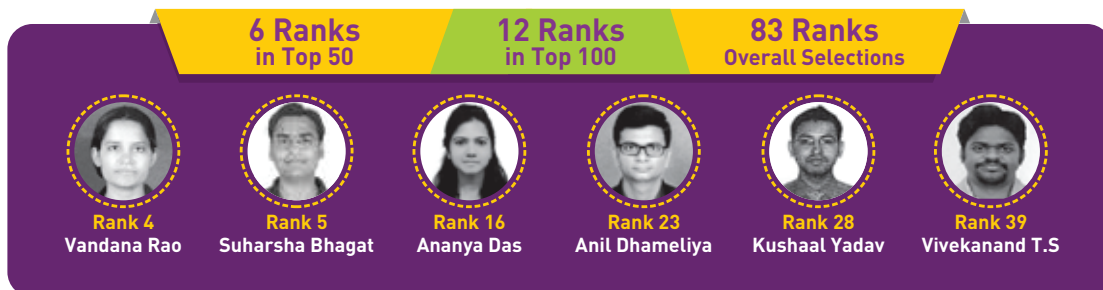 6 Ranks
in Top 50
12 Ranks
in Top 100
83 Ranks
Overall Selections
Rank 4
Vandana Rao
Rank 5
Suharsha Bhagat
Rank 16
Ananya Das
Rank 23
Anil Dhameliya
Rank 28
Kushaal Yadav
Rank 39
Vivekanand T.S